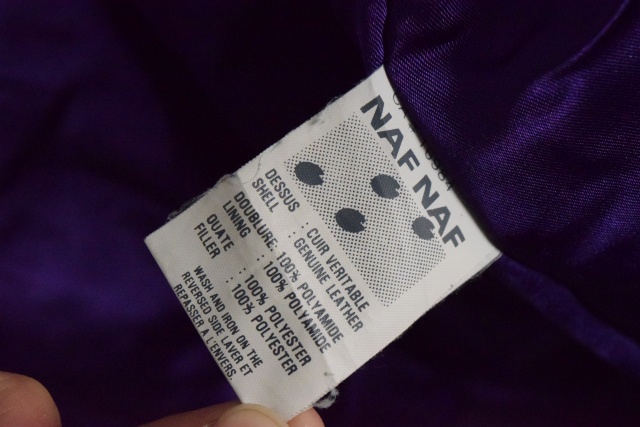 NAF NAF
DESSUS : CUIR VERITABLE
SHELL : GENUINE LEATHER
DOUBLURE: 100% POLYAMIDE
LINING : 100% POLYAMIDE
OUATE : 100% POLYESTER
FILLER : 100% POLYESTER
WASH AND IRON ON THE
REVERSED SIDE. LAVER ET
REPASSER A L'ENVERS.